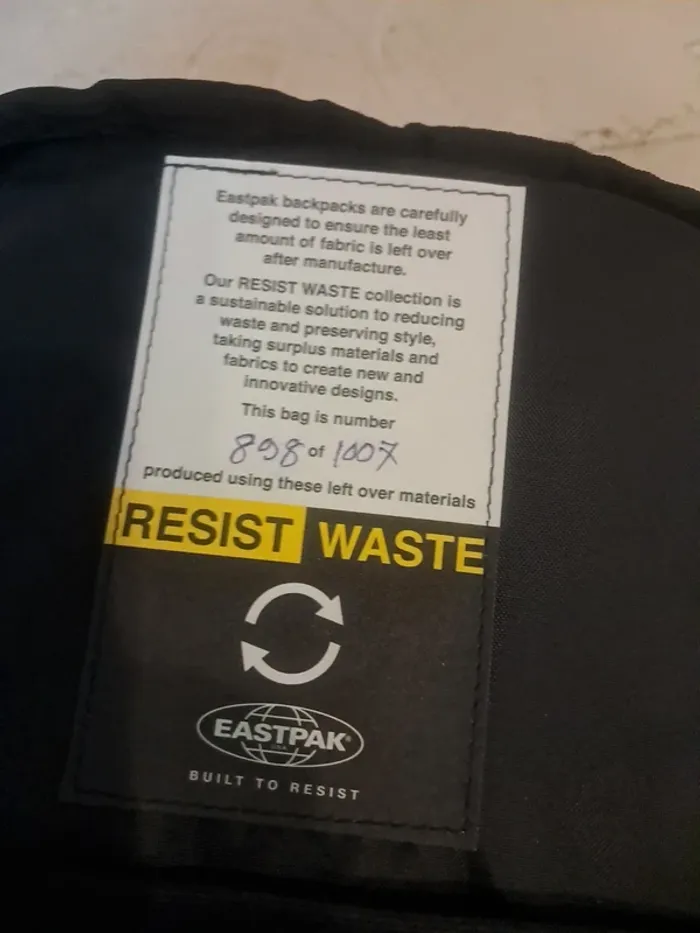 Eastpak backpacks are carefully
designed to ensure the least
amount of fabric is left over
after manufacture.
Our RESIST WASTE collection is
a sustainable solution to reducing
waste and preserving style,
taking surplus materials and
fabrics to create new and
innovative designs.
This bag is number
898 of 1007
produced using these left over materials
RESIST WASTE
EASTPAK®
USA
BUILT TO RESIST